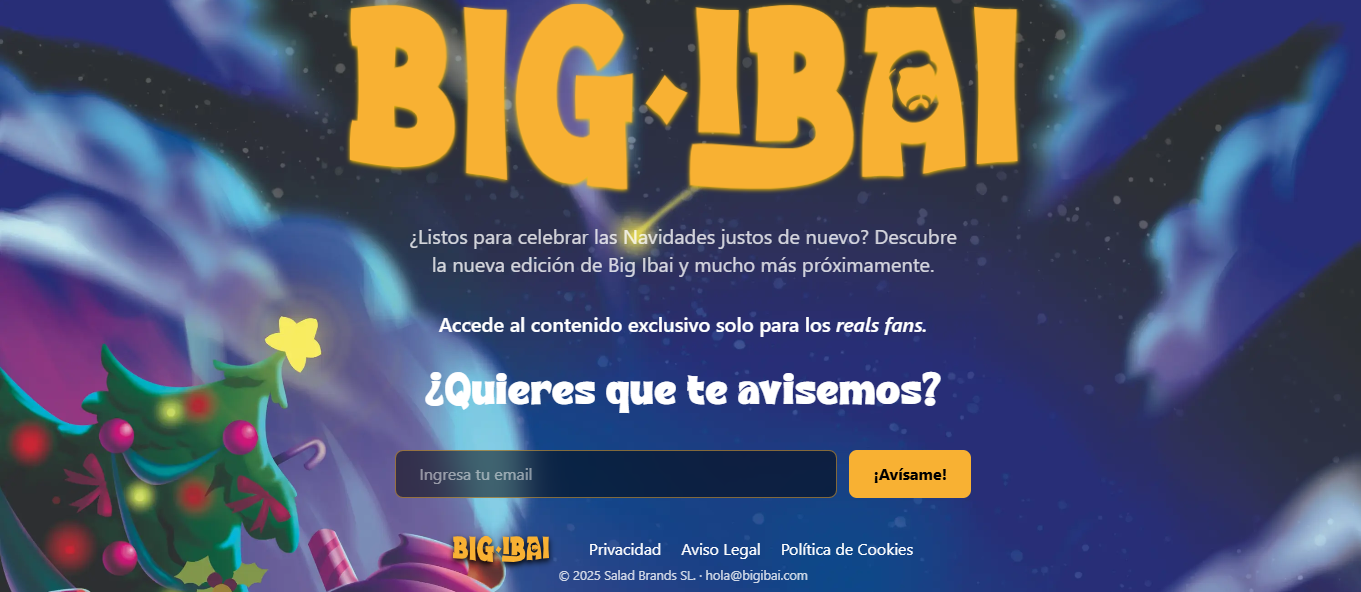 BIG·IBAI
¿Listos para celebrar las Navidades justos de nuevo? Descubre
la nueva edición de Big Ibai y mucho más próximamente.
Accede al contenido exclusivo solo para los reals fans.
¿Quieres que te avisemos?
Ingresa tu email
¡Avísame!
BIG·IBAI
Privacidad Aviso Legal Política de Cookies
© 2025 Salad Brands SL. · hola@bigibai.com